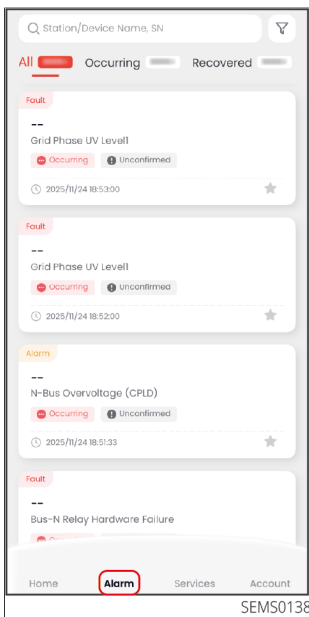 Station/Device Name, SN
All Occurring Recovered
Fault
--
Grid Phase UV Level1
Occurring Unconfirmed
2025/11/24 18:53:00
Fault
--
Grid Phase UV Level1
Occurring Unconfirmed
2025/11/24 18:52:00
Alarm
--
N-Bus Overvoltage (CPLD)
Occurring Unconfirmed
2025/11/24 18:51:33
Fault
--
Bus-N Relay Hardware Failure
Home Alarm Services Account
SEMS0138